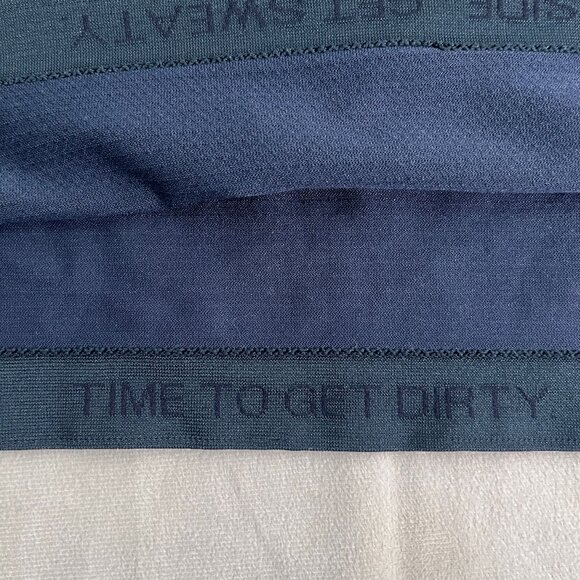 SIDE. GET SWEATY.
TIME TO GET DIRTY.